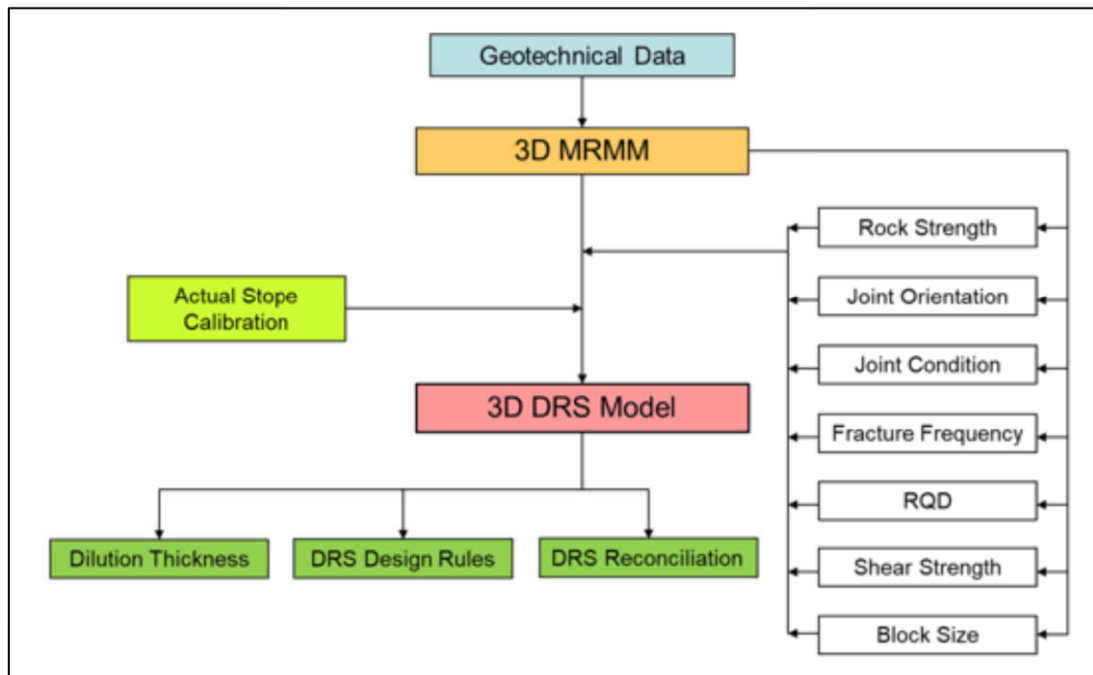 Geotechnical Data
3D MRMM
Rock Strength
Joint Orientation
Actual Stope
Calibration
Joint Condition
3D DRS Model
Fracture Frequency
RQD
Dilution Thickness
DRS Design Rules
DRS Reconciliation
Shear Strength
Block Size